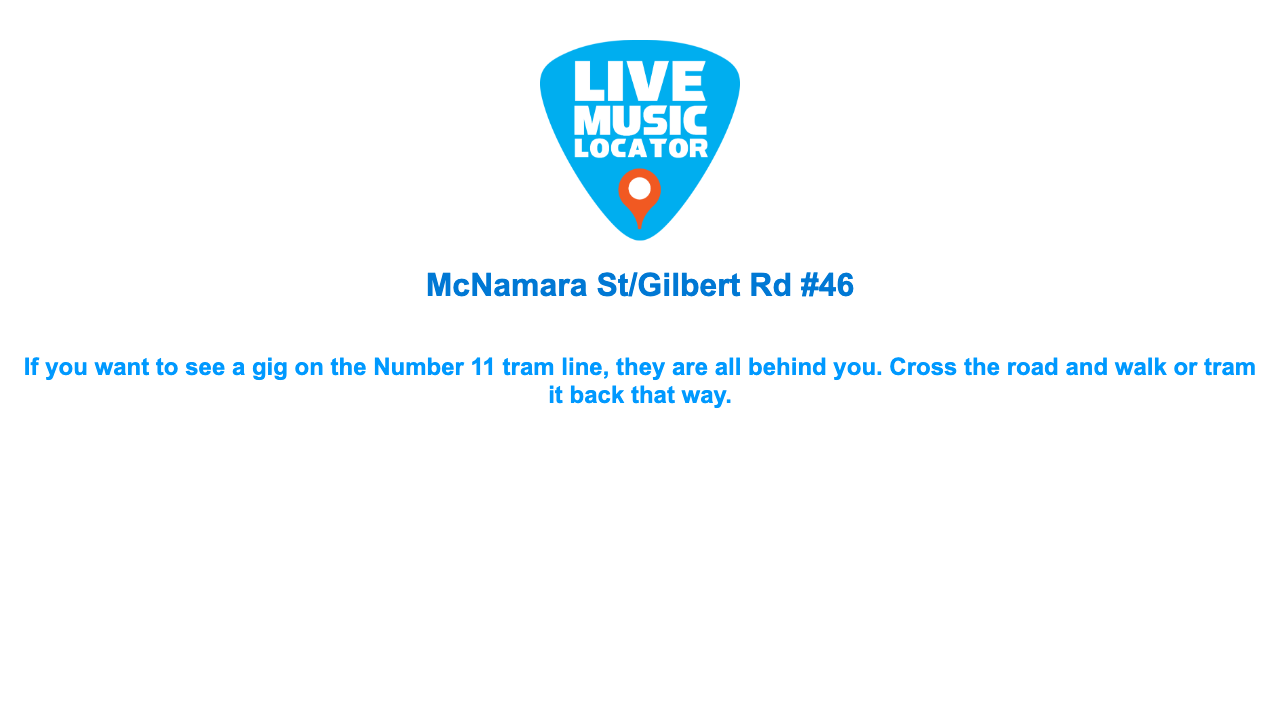 LIVE
MUSIC
LOCATOR
McNamara St/Gilbert Rd #46
If you want to see a gig on the Number 11 tram line, they are all behind you. Cross the road and walk or tram
it back that way.